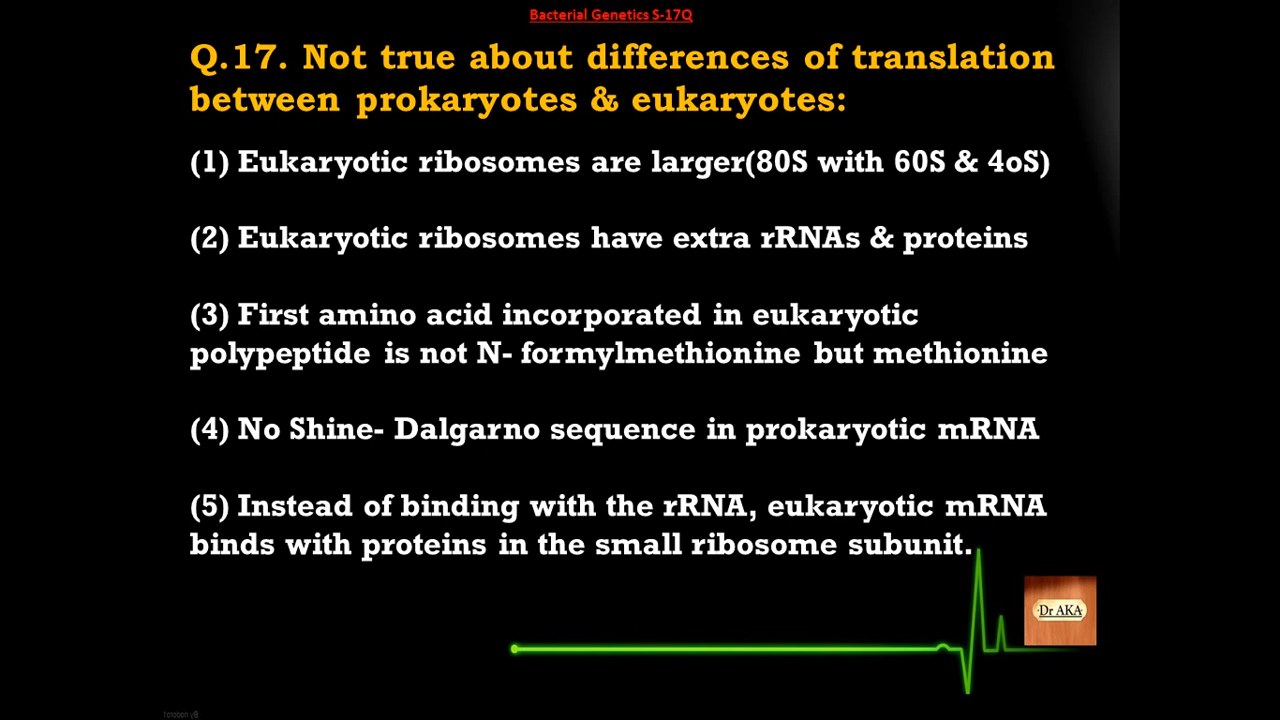 Bacterial Genetics S-17Q
Q.17. Not true about differences of translation
between prokaryotes & eukaryotes:
(1) Eukaryotic ribosomes are larger(80S with 60S & 4oS)
(2) Eukaryotic ribosomes have extra rRNAs & proteins
(3) First amino acid incorporated in eukaryotic
polypeptide is not N- formylmethionine but methionine
(4) No Shine- Dalgarno sequence in prokaryotic mRNA
(5) Instead of binding with the rRNA, eukaryotic mRNA
binds with proteins in the small ribosome subunit.
Dr AKA